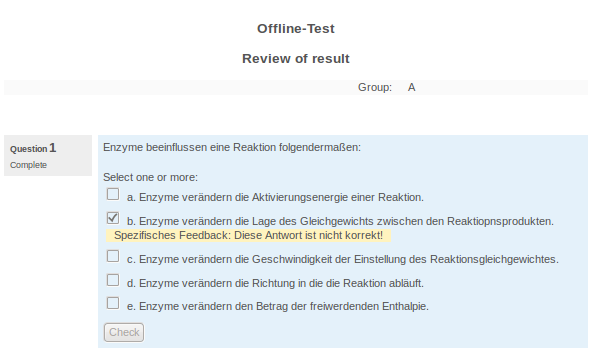 Offline-Test
Review of result
Group: A
Question 1
Complete
Enzyme beeinflussen eine Reaktion folgendermaßen:
Select one or more:
a. Enzyme verändern die Aktivierungsenergie einer Reaktion.
b. Enzyme verändern die Lage des Gleichgewichts zwischen den Reaktiopnsprodukten.
Spezifisches Feedback: Diese Antwort ist nicht korrekt!
c. Enzyme verändern die Geschwindigkeit der Einstellung des Reaktionsgleichgewichtes.
d. Enzyme verändern die Richtung in die die Reaktion abläuft.
e. Enzyme verändern den Betrag der freiwerdenden Enthalpie.
Check